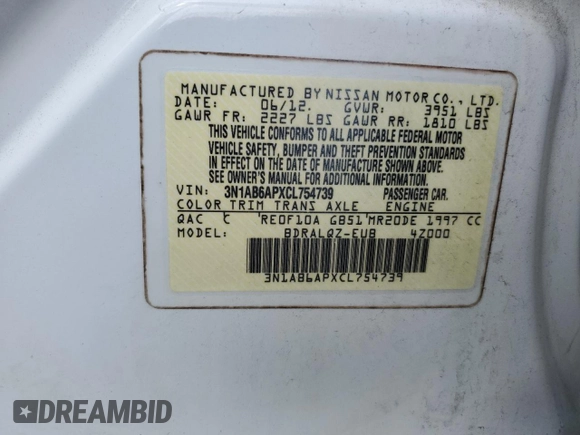 MANUFACTURED BY NISSAN MOTOR CO., LTD.
DATE: 06/12. GVWR: 3951 LBS
GAWR FR: 2227 LBS GAWR RR: 1810 LBS
THIS VEHICLE CONFORMS TO ALL APPLICABLE FEDERAL MOTOR
VEHICLE SAFETY, BUMPER AND THEFT PREVENTION STANDARDS
IN EFFECT ON THE DATE OF MANUFACTURE SHOWN ABOVE.
SEE OWNER'S MANUAL FOR ADDITIONAL INFORMATION.
VIN: 3N1AB6APXCL754739 PASSENGER CAR.
COLOR TRIM TRANS AXLE ENGINE
QAC C RE0F10A GB51 MR20DE 1997 CC
MODEL: BDRALQZ-EUB 4Z000
3N1AB6APXCL754739
DREAMBID